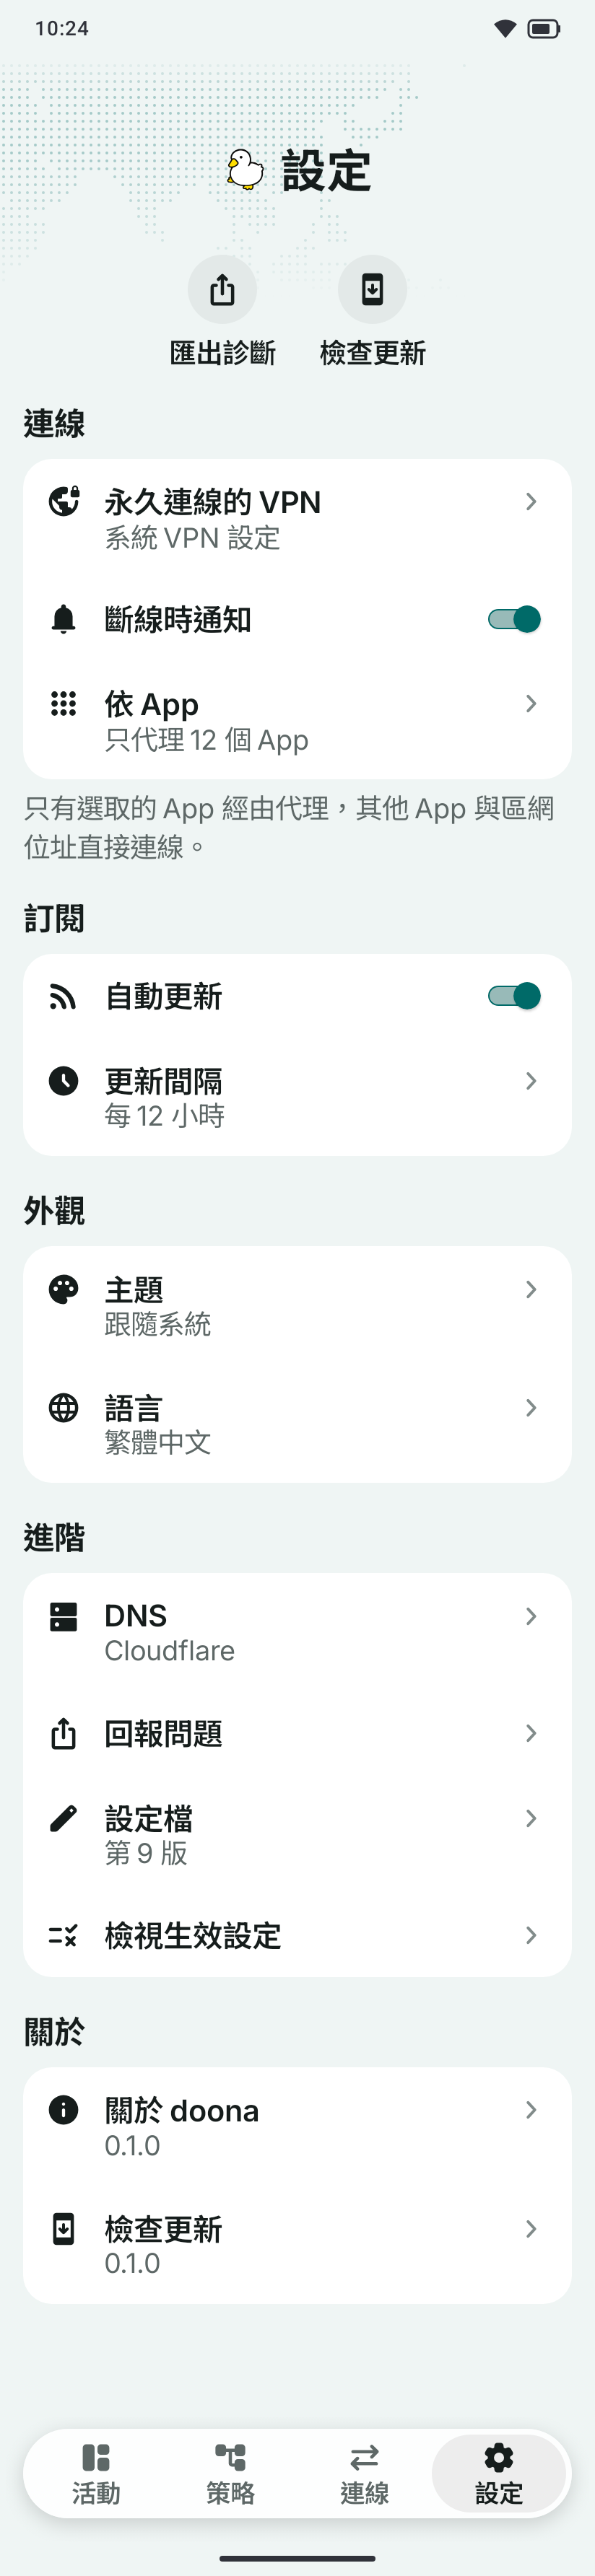 10:24
設定
匯出診斷
檢查更新
連線
永久連線的 VPN
系統 VPN 設定
斷線時通知
依 App
只代理 12 個 App
只有選取的 App 經由代理，其他 App 與區網
位址直接連線。
訂閱
自動更新
更新間隔
每 12 小時
外觀
主題
跟隨系統
語言
繁體中文
進階
DNS
Cloudflare
回報問題
設定檔
第 9 版
檢視生效設定
關於
關於 doona
0.1.0
檢查更新
0.1.0
活動
策略
連線
設定